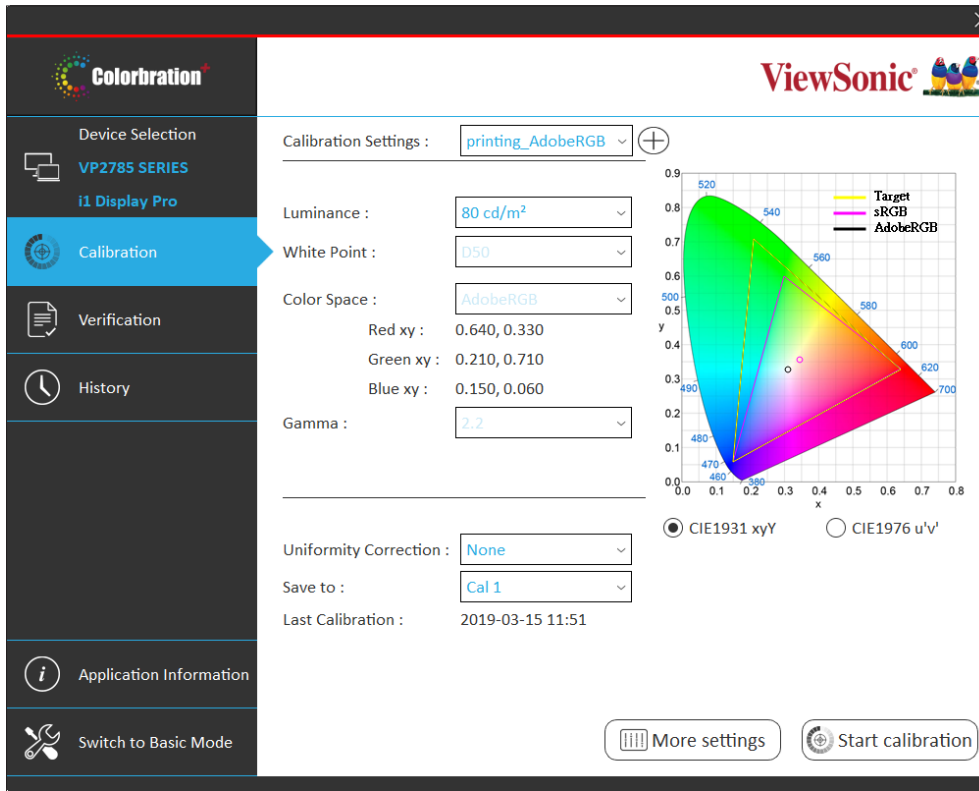 Colorbration+
ViewSonic®
Device Selection
VP2785 SERIES
i1 Display Pro
Calibration
Verification
History
Application Information
Switch to Basic Mode
Calibration Settings : printing_AdobeRGB
Luminance : 80 cd/m²
White Point : D50
Color Space : AdobeRGB
Red xy : 0.640, 0.330
Green xy : 0.210, 0.710
Blue xy : 0.150, 0.060
Gamma : 2.2
Uniformity Correction : None
Save to : Cal 1
Last Calibration : 2019-03-15 11:51
0.9
0.8
0.7
0.6
0.5
y
0.4
0.3
0.2
0.1
0.0
0.0 0.1 0.2 0.3 0.4 0.5 0.6 0.7 0.8
x
520
540
560
580
600
620
700
500
490
480
470
460
380
Target
sRGB
AdobeRGB
CIE1931 xyY
CIE1976 u'v'
More settings
Start calibration